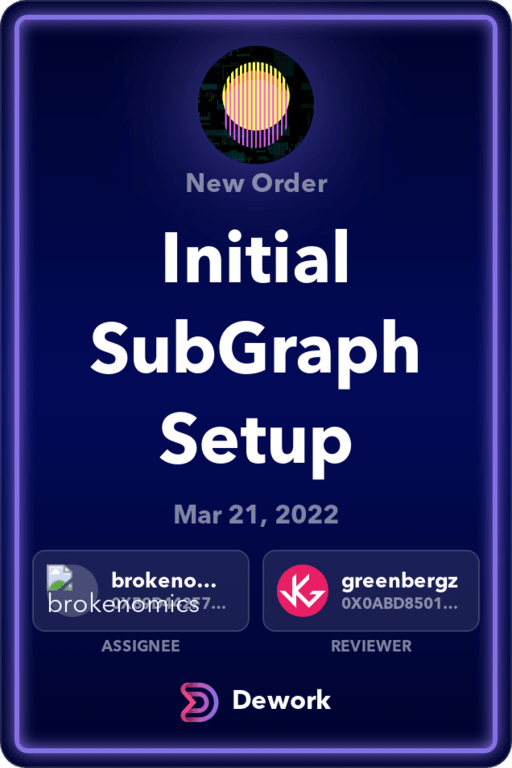 New Order
Initial
SubGraph
Setup
Mar 21, 2022
brokeno...
brokenomics
greenbergz
0X0ABD8501...
ASSIGNEE
REVIEWER
Dework